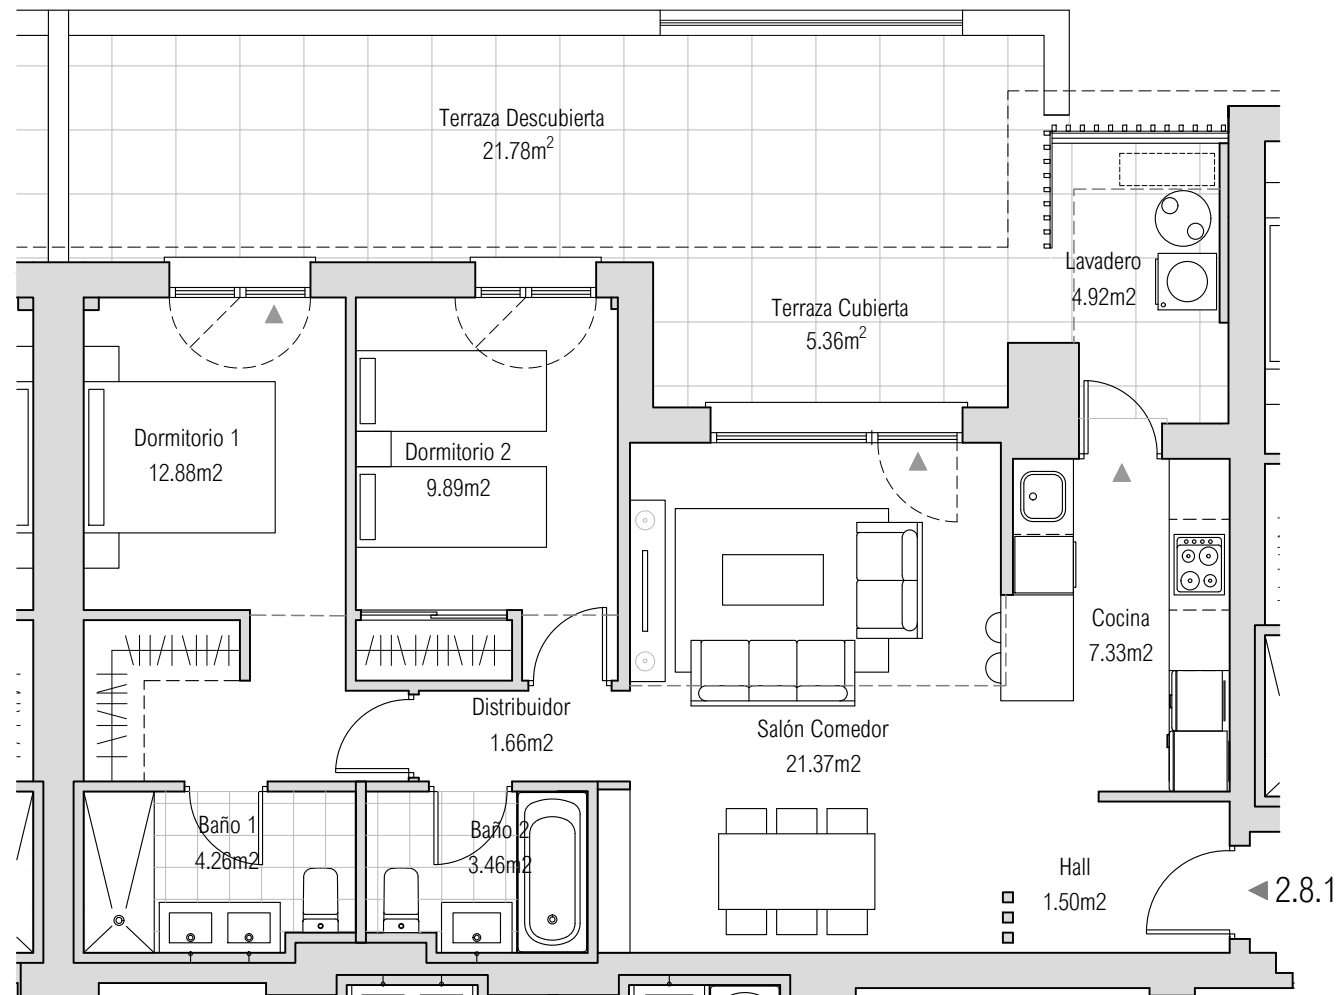 Terraza Descubierta
21.78m²
Lavadero
4.92m2
Terraza Cubierta
5.36m²
Dormitorio 1
12.88m2
Dormitorio 2
9.89m2
Cocina
7.33m2
Distribuidor
1.66m2
Salón Comedor
21.37m2
Baño 1
4.26m2
Baño 2
3.46m2
Hall
1.50m2
2.8.1